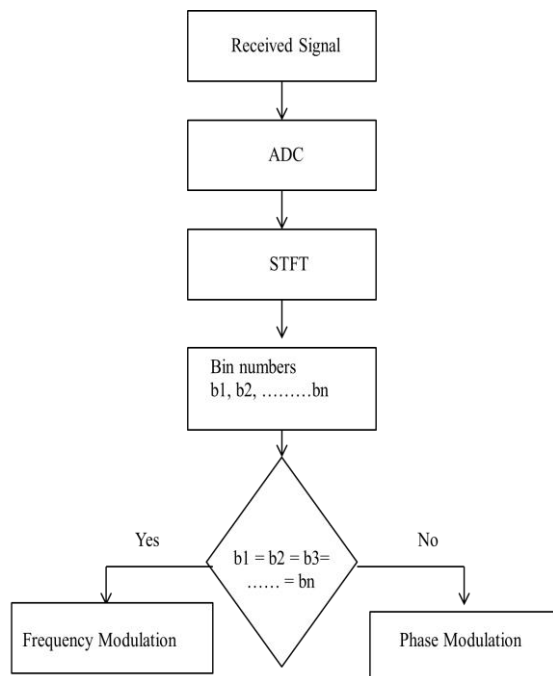 Received Signal
ADC
STFT
Bin numbers
b1, b2, ………bn
Yes
No
b1 = b2 = b3=
…… = bn
Frequency Modulation
Phase Modulation